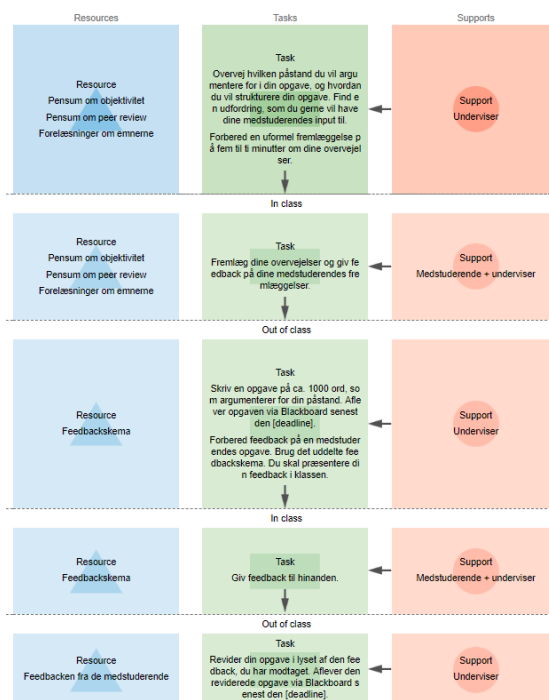 Resources
Tasks
Supports
Resource
Pensum om objektivitet
Pensum om peer review
Forelæsninger om emnerne
Task
Overvej hvilken påstand du vil argu
mentere for i din opgave, og hvordan
du vil strukturere din opgave. Find e
n udfordring, som du gerne vil have
dine medstuderendes input til.
Forbered en uformel fremlæggelse p
å fem til ti minutter om dine overvejel
ser.
Support
Underviser
In class
Resource
Pensum om objektivitet
Pensum om peer review
Forelæsninger om emnerne
Task
Fremlæg dine overvejelser og giv fe
edback på dine medstuderendes fre
mlæggelser.
Support
Medstuderende + underviser
Out of class
Resource
Feedbackskema
Task
Skriv en opgave på ca. 1000 ord, so
m argumenterer for din påstand. Afle
ver opgaven via Blackboard senest
den [deadline].
Forbered feedback på en medstuder
endes opgave. Brug det uddelte fee
dbackskema. Du skal præsentere di
n feedback i klassen.
Support
Underviser
In class
Resource
Feedbackskema
Task
Giv feedback til hinanden.
Support
Medstuderende + underviser
Out of class
Resource
Feedbacken fra de medstuderende
Task
Revider din opgave i lyset af den fee
dback, du har modtaget. Aflever den
reviderede opgave via Blackboard s
enest den [deadline].
Support
Underviser